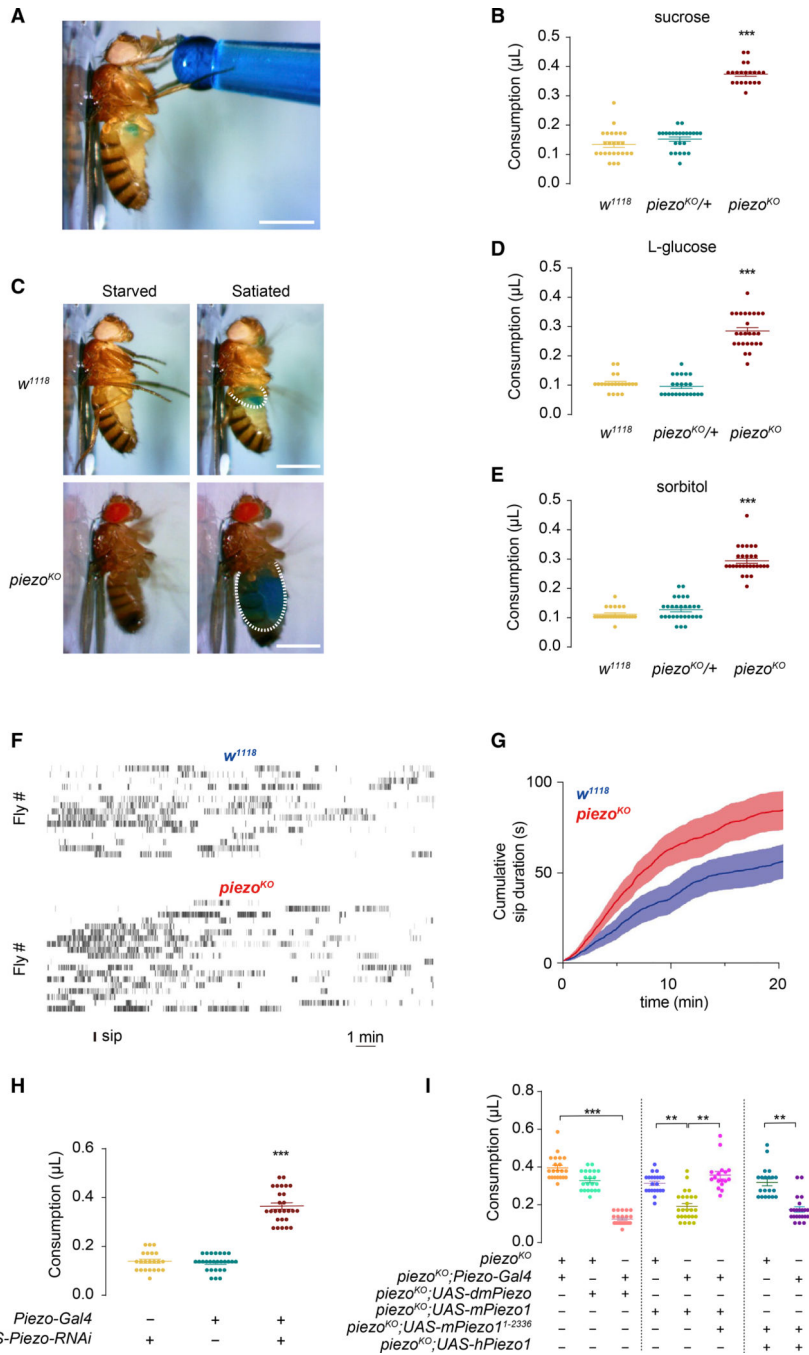 A
B
sucrose
***
Consumption (µL)
0.5
0.4
0.3
0.2
0.1
0.0
w1118 piezoKO/+ piezoKO
C
Starved Satiated
w1118
piezoKO
D
L-glucose
***
Consumption (µL)
0.5
0.4
0.3
0.2
0.1
0.0
w1118 piezoKO/+ piezoKO
E
sorbitol
***
Consumption (µL)
0.5
0.4
0.3
0.2
0.1
0.0
w1118 piezoKO/+ piezoKO
F
w1118
Fly #
piezoKO
Fly #
sip 1 min
G
w1118
piezoKO
Cumulative
sip duration (s)
100
50
0
0 10 20
time (min)
H
***
Consumption (µL)
0.6
0.4
0.2
0.0
Piezo-Gal4 – + +
S-Piezo-RNAi + – +
I
*** ** ** **
Consumption (µL)
0.8
0.6
0.4
0.2
0.0
piezoKO
piezoKO;Piezo-Gal4
piezoKO;UAS-dmPiezo
piezoKO;UAS-mPiezo1
piezoKO;UAS-mPiezo11-2336
piezoKO;UAS-hPiezo1